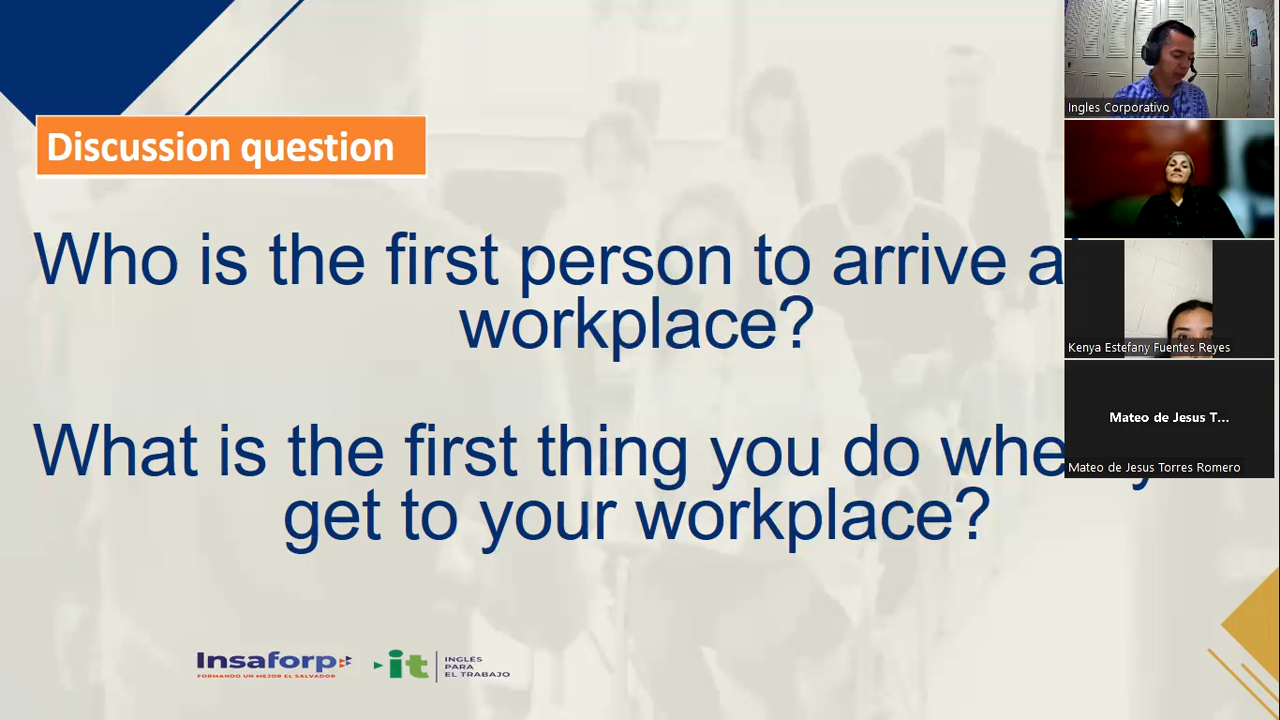 Discussion question
Who is the first person to arrive a
workplace?
What is the first thing you do whe
get to your workplace?
Insaforp
FORMANDO UN MEJOR EL SALVADOR
it
INGLÉS
PARA
EL TRABAJO
Ingles Corporativo
Kenya Estefany Fuentes Reyes
Mateo de Jesus T...
Mateo de Jesus Torres Romero